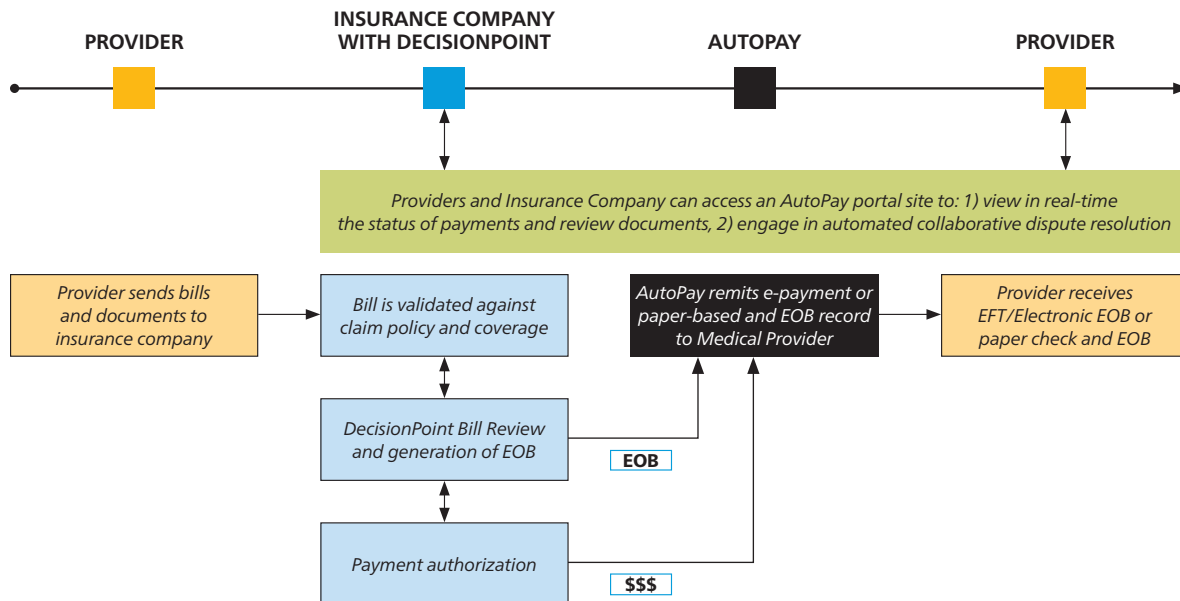 PROVIDER
INSURANCE COMPANY
WITH DECISIONPOINT
AUTOPAY
PROVIDER
Providers and Insurance Company can access an AutoPay portal site to: 1) view in real-time
the status of payments and review documents, 2) engage in automated collaborative dispute resolution
Provider sends bills
and documents to
insurance company
Bill is validated against
claim policy and coverage
AutoPay remits e-payment or
paper-based and EOB record
to Medical Provider
Provider receives
EFT/Electronic EOB or
paper check and EOB
DecisionPoint Bill Review
and generation of EOB
EOB
Payment authorization
$$$